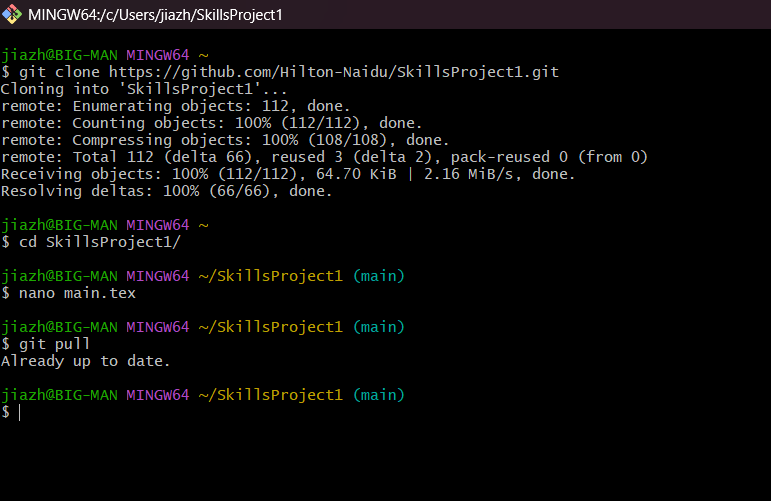 MINGW64:/c/Users/jiazh/SkillsProject1
jiazh@BIG-MAN MINGW64 ~
$ git clone https://github.com/Hilton-Naidu/SkillsProject1.git
Cloning into 'SkillsProject1'...
remote: Enumerating objects: 112, done.
remote: Counting objects: 100% (112/112), done.
remote: Compressing objects: 100% (108/108), done.
remote: Total 112 (delta 66), reused 3 (delta 2), pack-reused 0 (from 0)
Receiving objects: 100% (112/112), 64.70 KiB | 2.16 MiB/s, done.
Resolving deltas: 100% (66/66), done.
jiazh@BIG-MAN MINGW64 ~
$ cd SkillsProject1/
jiazh@BIG-MAN MINGW64 ~/SkillsProject1 (main)
$ nano main.tex
jiazh@BIG-MAN MINGW64 ~/SkillsProject1 (main)
$ git pull
Already up to date.
jiazh@BIG-MAN MINGW64 ~/SkillsProject1 (main)
$